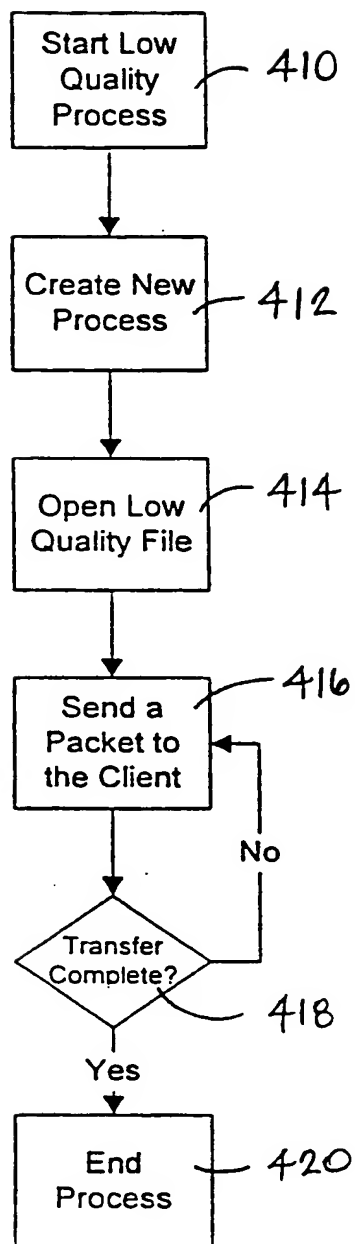 Start Low
Quality
Process
410
Create New
Process
412
Open Low
Quality File
414
Send a
Packet to
the Client
416
No
Transfer
Complete?
418
Yes
End
Process
420